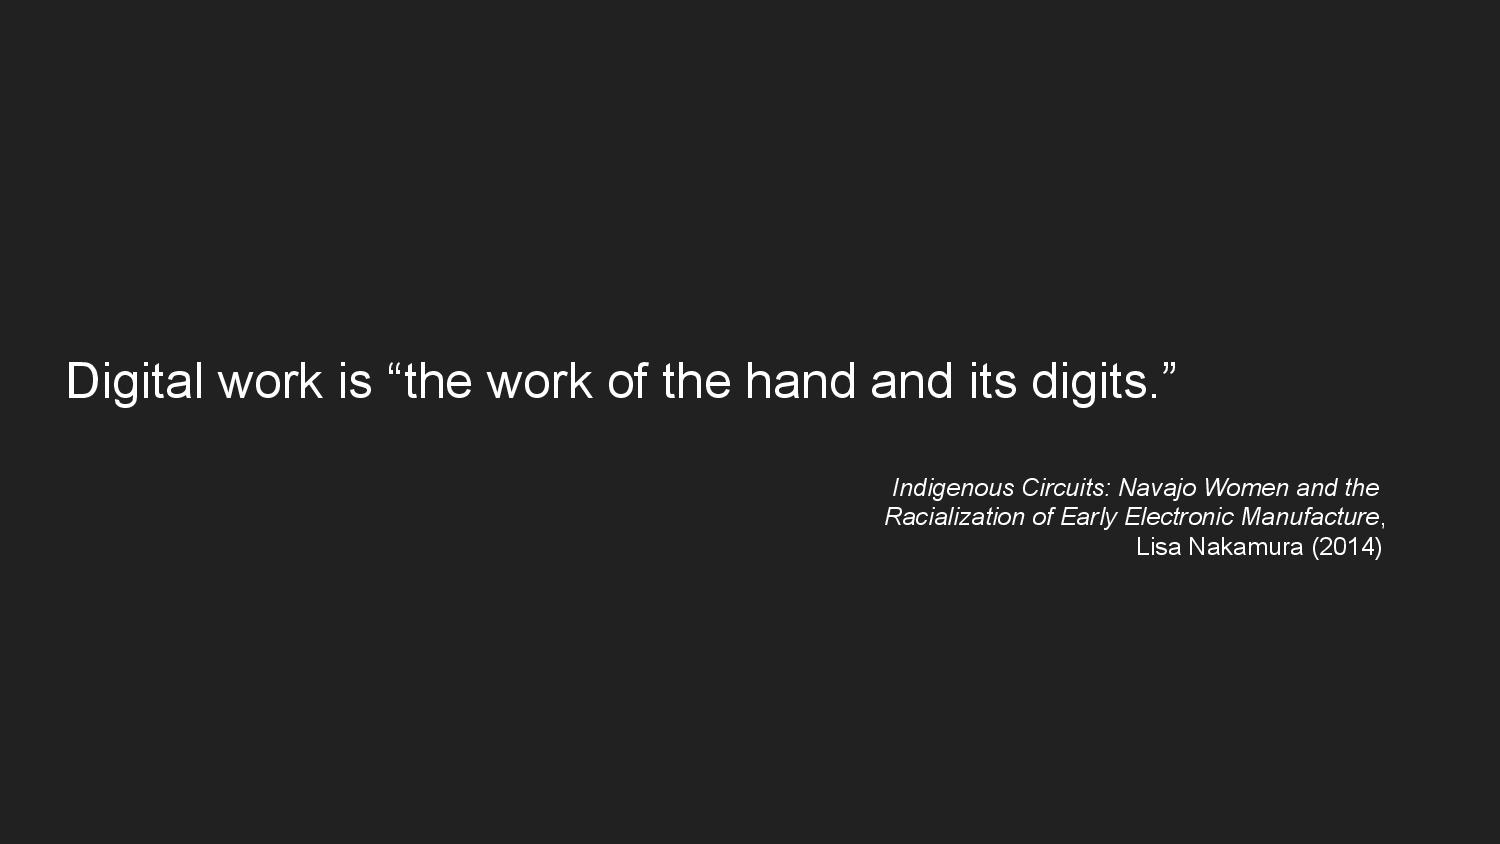 Digital work is “the work of the hand and its digits.”
Indigenous Circuits: Navajo Women and the
Racialization of Early Electronic Manufacture,
Lisa Nakamura (2014)